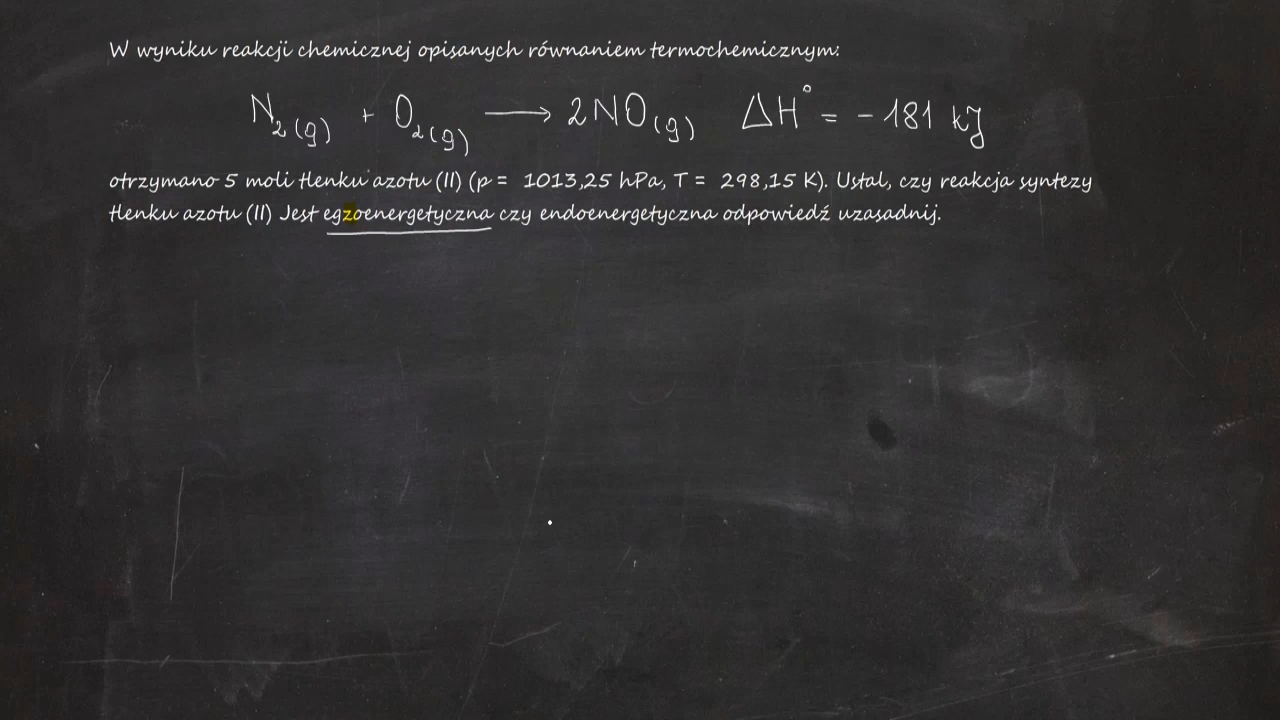 W wyniku reakcji chemicznej opisanych równaniem termochemicznym:
N2(g) + O2(g) ⟶ 2NO(g) ΔH° = - 181 kJ
otrzymano 5 moli tlenku azotu (II) (p = 1013,25 hPa, T = 298,15 K). Ustal, czy reakcja syntezy
tlenku azotu (II) Jest egzoenergetyczna czy endoenergetyczna odpowiedź uzasadnij.